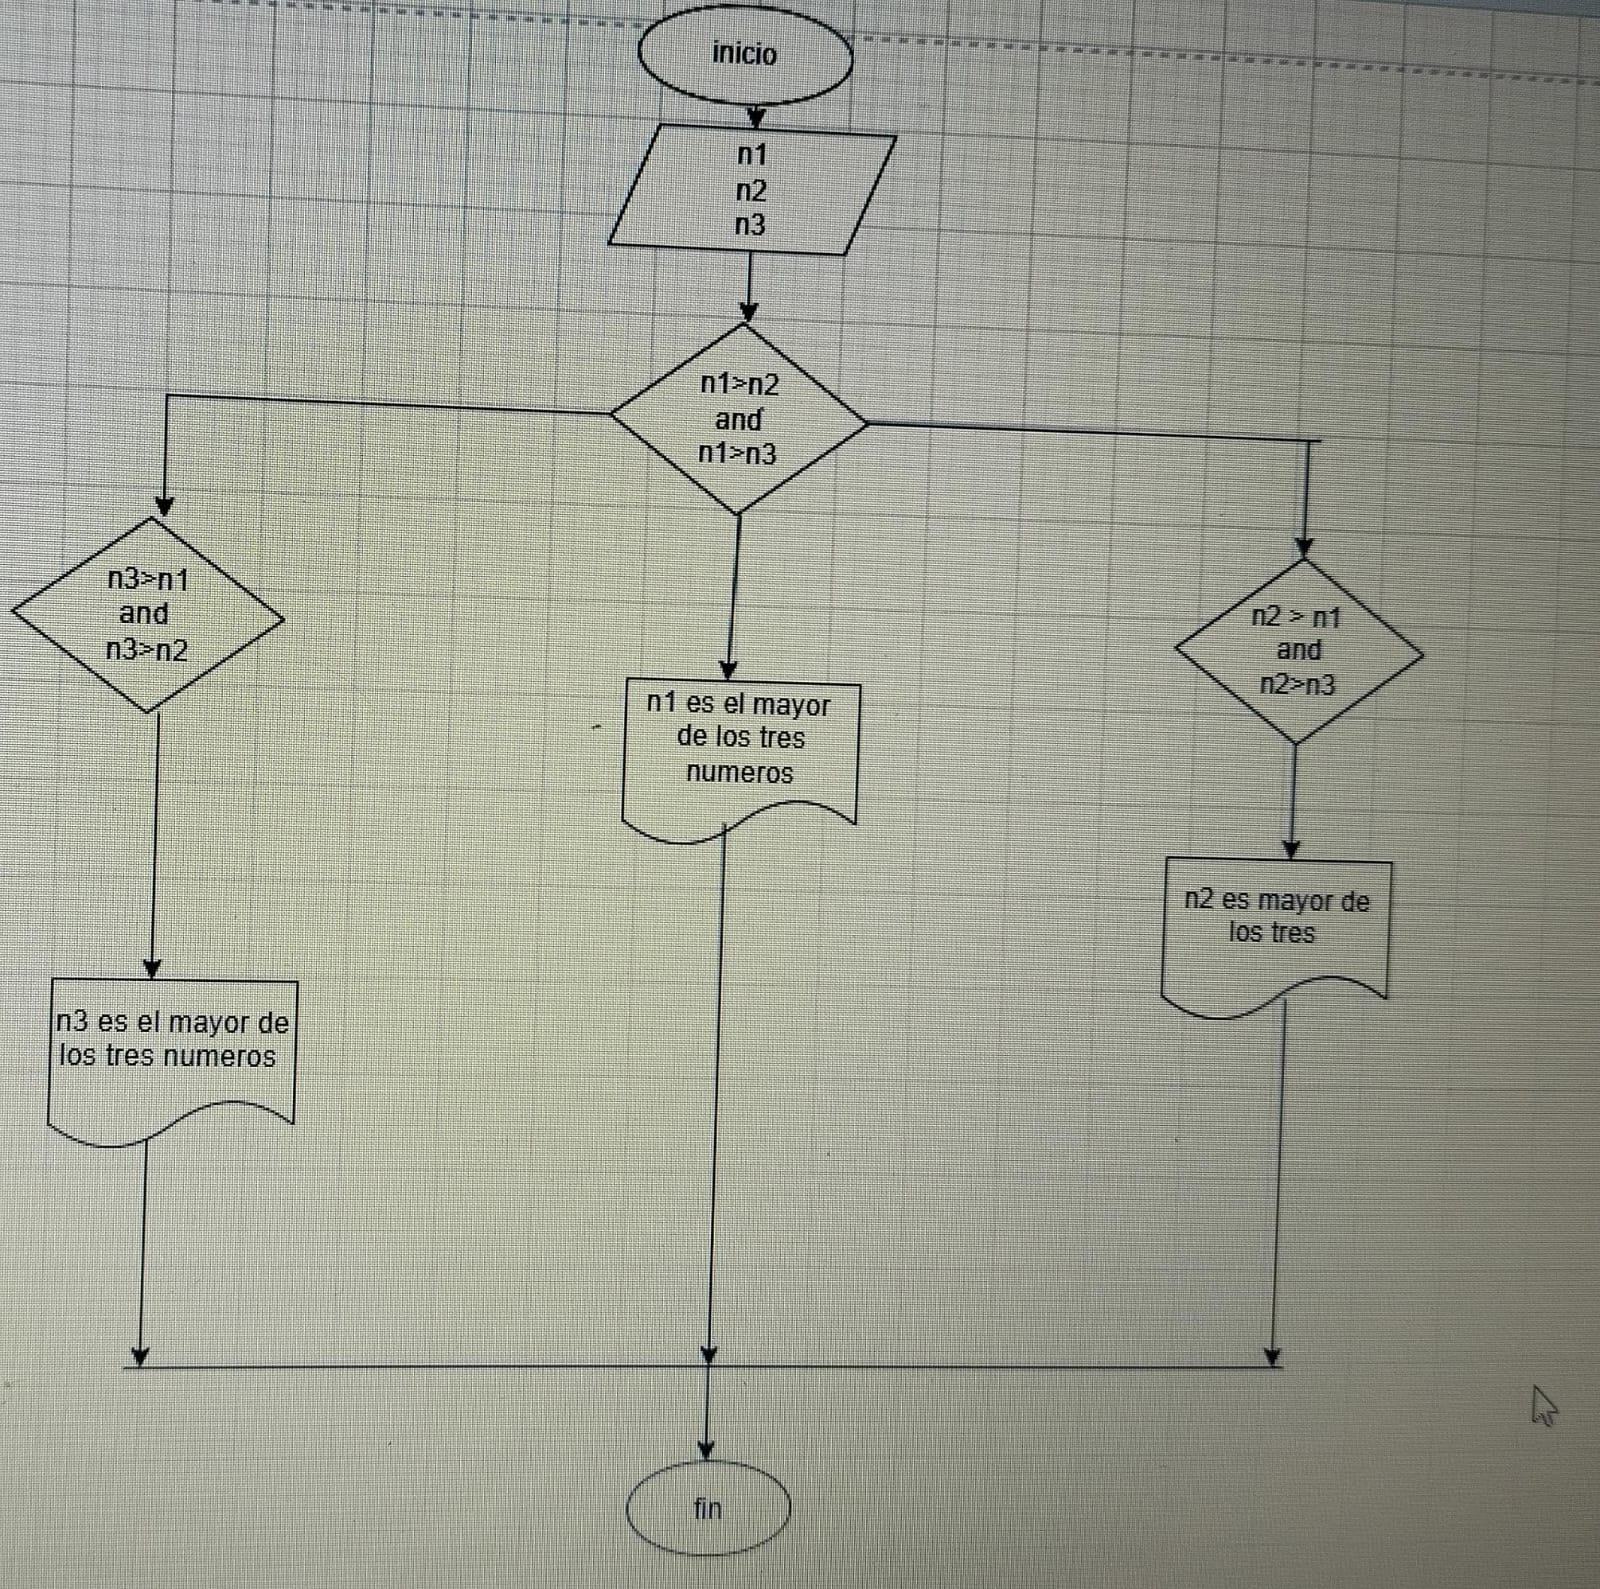 inicio
n1
n2
n3
n1>n2
and
n1>n3
n3>n1
and
n3>n2
n2 > n1
and
n2>n3
n1 es el mayor
de los tres
numeros
n2 es mayor de
los tres
n3 es el mayor de
los tres numeros
fin